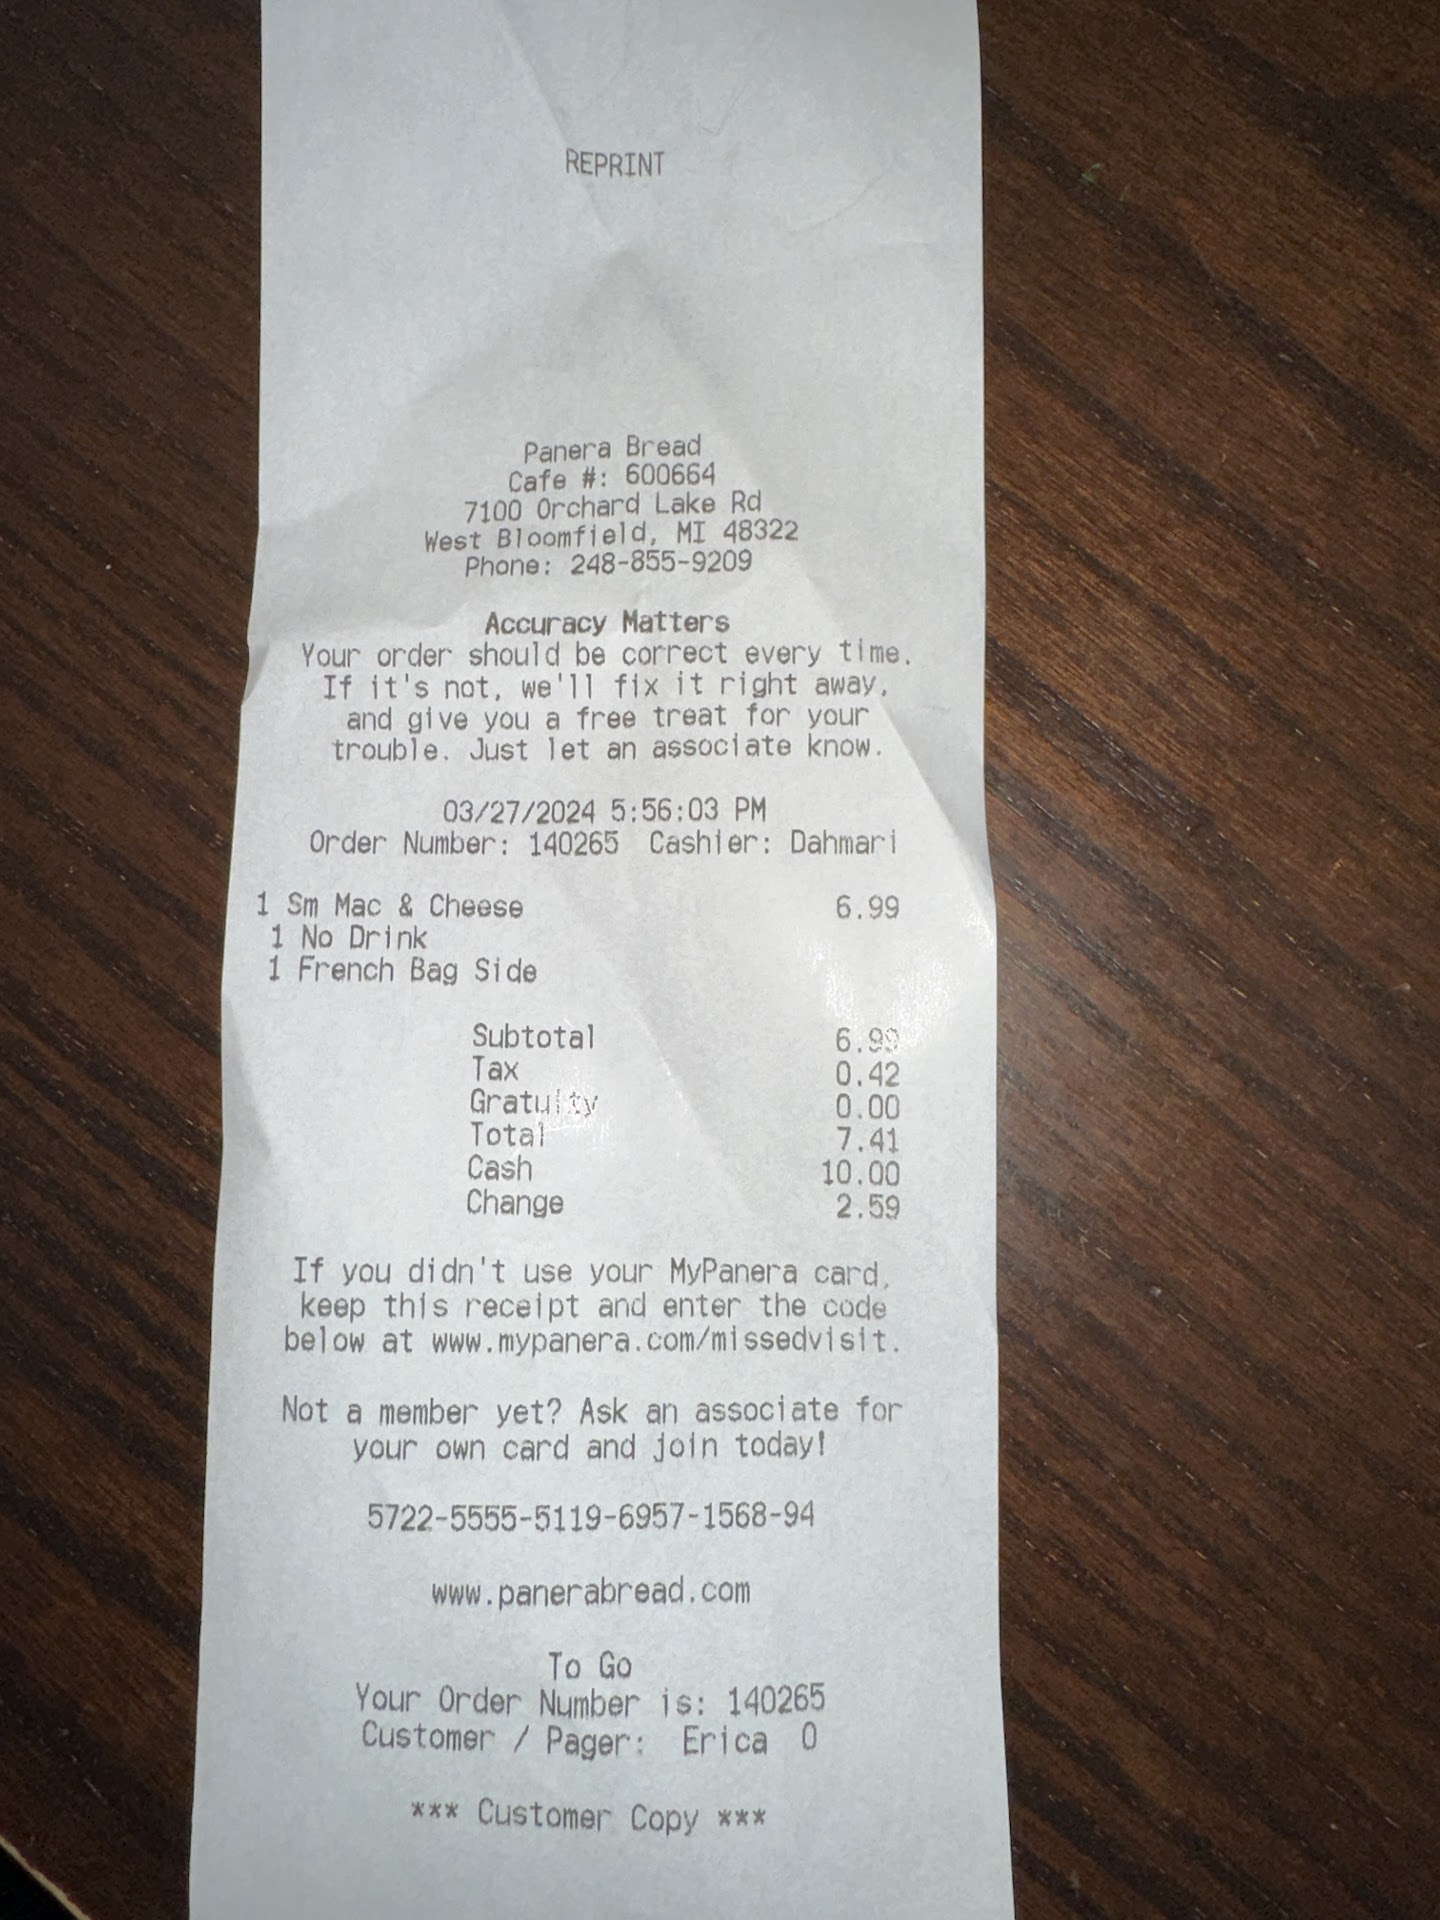 REPRINT
Panera Bread
Cafe #: 600664
7100 Orchard Lake Rd
West Bloomfield, MI 48322
Phone: 248-855-9209
Accuracy Matters
Your order should be correct every time.
If it's not, we'll fix it right away,
and give you a free treat for your
trouble. Just let an associate know.
03/27/2024 5:56:03 PM
Order Number: 140265 Cashier: Dahmari
1 Sm Mac & Cheese 6.99
1 No Drink
1 French Bag Side
Subtotal 6.99
Tax 0.42
Gratuity 0.00
Total 7.41
Cash 10.00
Change 2.59
If you didn't use your MyPanera card,
keep this receipt and enter the code
below at www.mypanera.com/missedvisit.
Not a member yet? Ask an associate for
your own card and join today!
5722-5555-5119-6957-1568-94
www.panerabread.com
To Go
Your Order Number is: 140265
Customer / Pager: Erica 0
*** Customer Copy ***